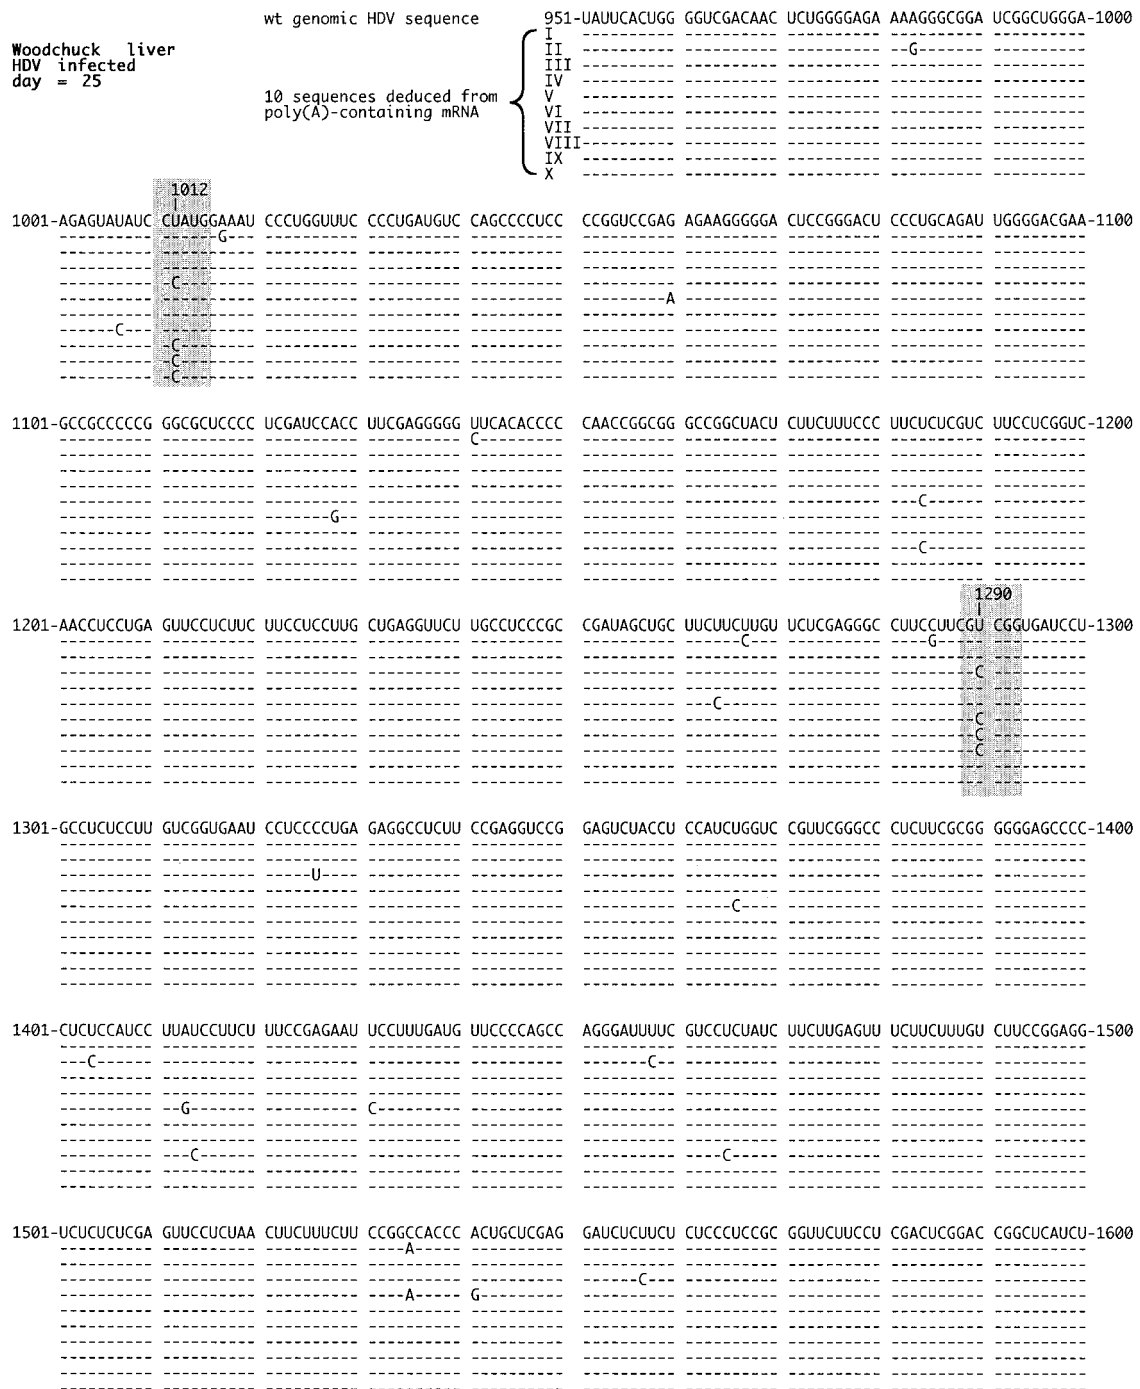 wt genomic HDV sequence 951-UAUUCACUGG GGUCGACAAC UCUGGGGAGA AAAGGGCGGA UCGGCUGGGA-1000
Woodchuck liver
HDV infected
day = 25
10 sequences deduced from
poly(A)-containing mRNA
I ---------- ---------- ---------- ---------- ----------
II ---------- ---------- ---------- --G------- ----------
III ---------- ---------- ---------- ---------- ----------
IV ---------- ---------- ---------- ---------- ----------
V ---------- ---------- ---------- ---------- ----------
VI ---------- ---------- ---------- ---------- ----------
VII ---------- ---------- ---------- ---------- ----------
VIII ---------- ---------- ---------- ---------- ----------
IX ---------- ---------- ---------- ---------- ----------
X ---------- ---------- ---------- ---------- ----------
1012
1001-AGAGUAUAUC CUAUGGAAAU CCCUGGUUUC CCCUGAUGUC CAGCCCCUCC CCGGUCCGAG AGAAGGGGGA CUCCGGGACU CCCUGCAGAU UGGGGACGAA-1100
G
C
A
C
C
C
C
1101-GCCGCCCCCG GGCGCUCCCC UCGAUCCACC UUCGAGGGGG UUCACACCCC CAACCGGCGG GCCGGCUACU CUUCUUUCCC UUCUCUCGUC UUCCUCGGUC-1200
C
C
G
C
1290
1201-AACCUCCUGA GUUCCUCUUC UUCCUCCUUG CUGAGGUUCU UGCCUCCCGC CGAUAGCUGC UUCUUCUUGU UCUCGAGGGC CUUCCUUCGU CGGUGAUCCU-1300
C G
C
C
C
C
C
1301-GCCUCUCCUU GUCGGUGAAU CCUCCCCUGA GAGGCCUCUU CCGAGGUCCG GAGUCUACCU CCAUCUGGUC CGUUCGGGCC CUCUUCGCGG GGGGAGCCCC-1400
U
C
1401-CUCUCCAUCC UUAUCCUUCU UUCCGAGAAU UCCUUUGAUG UUCCCCAGCC AGGGAUUUUC GUCCUCUAUC UUCUUGAGUU UCUUCUUUGU CUUCCGGAGG-1500
C C
G C
C C
1501-UCUCUCUCGA GUUCCUCUAA CUUCUUUCUU CCGGCCACCC ACUGCUCGAG GAUCUCUUCU CUCCCUCCGC GGUUCUUCCU CGACUCGGAC CGGCUCAUCU-1600
A
C
A G